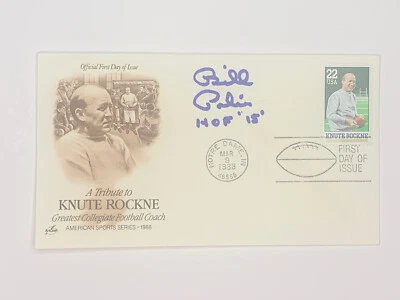 Official First Day of Issue
Bill
Polian
HOF '15'
22
USA
KNUTE ROCKNE
NOTRE DAME, IN
MAR
9
1988
46556
FIRST
DAY OF
ISSUE
A Tribute to
KNUTE ROCKNE
Greatest Collegiate Football Coach
AMERICAN SPORTS SERIES - 1988